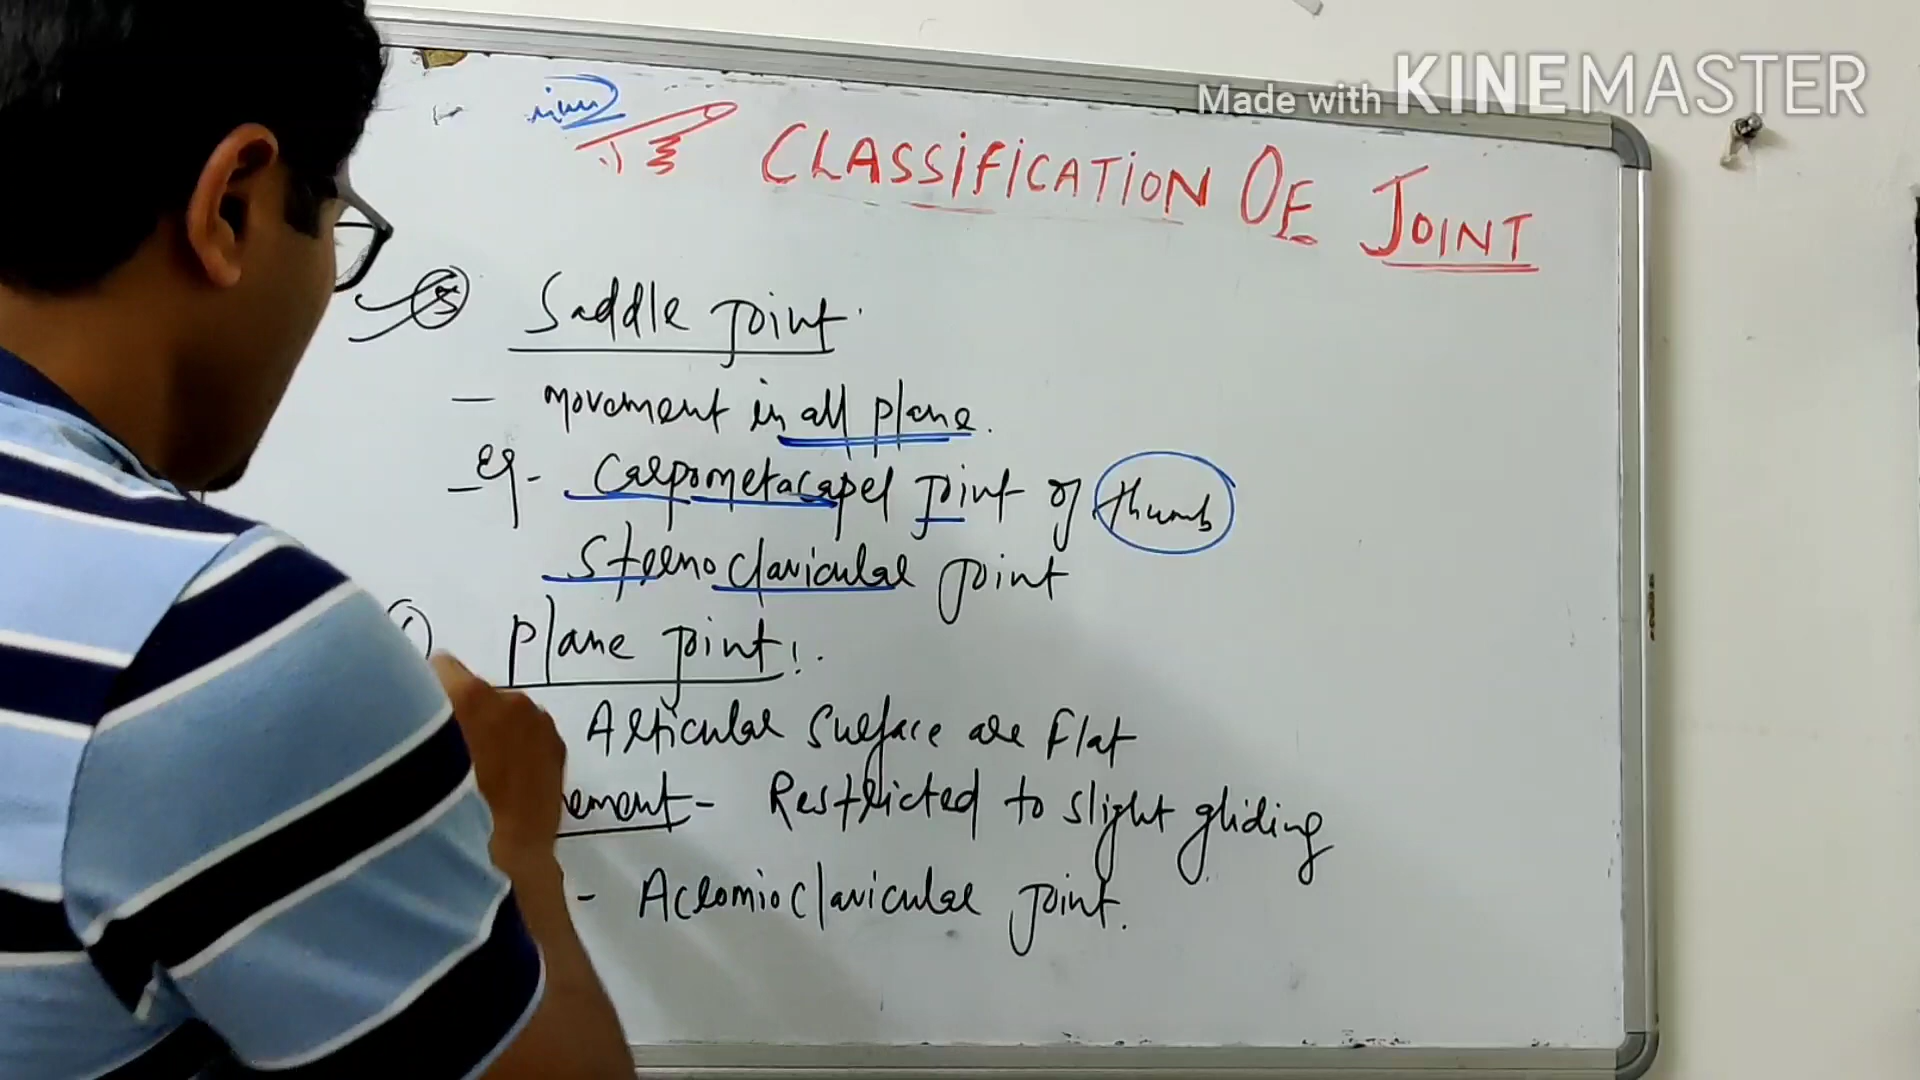 Made with KINEMASTER
CLASSIFICATION OF JOINT
5 Saddle Joint
- Movement in all plane.
- eg - Carpometacarpel Joint of thumb
Sternoclavicular Joint
Plane Joint:.
Articular Surface are flat
ement - Restricted to slight gliding
- Acromioclavicular Joint.